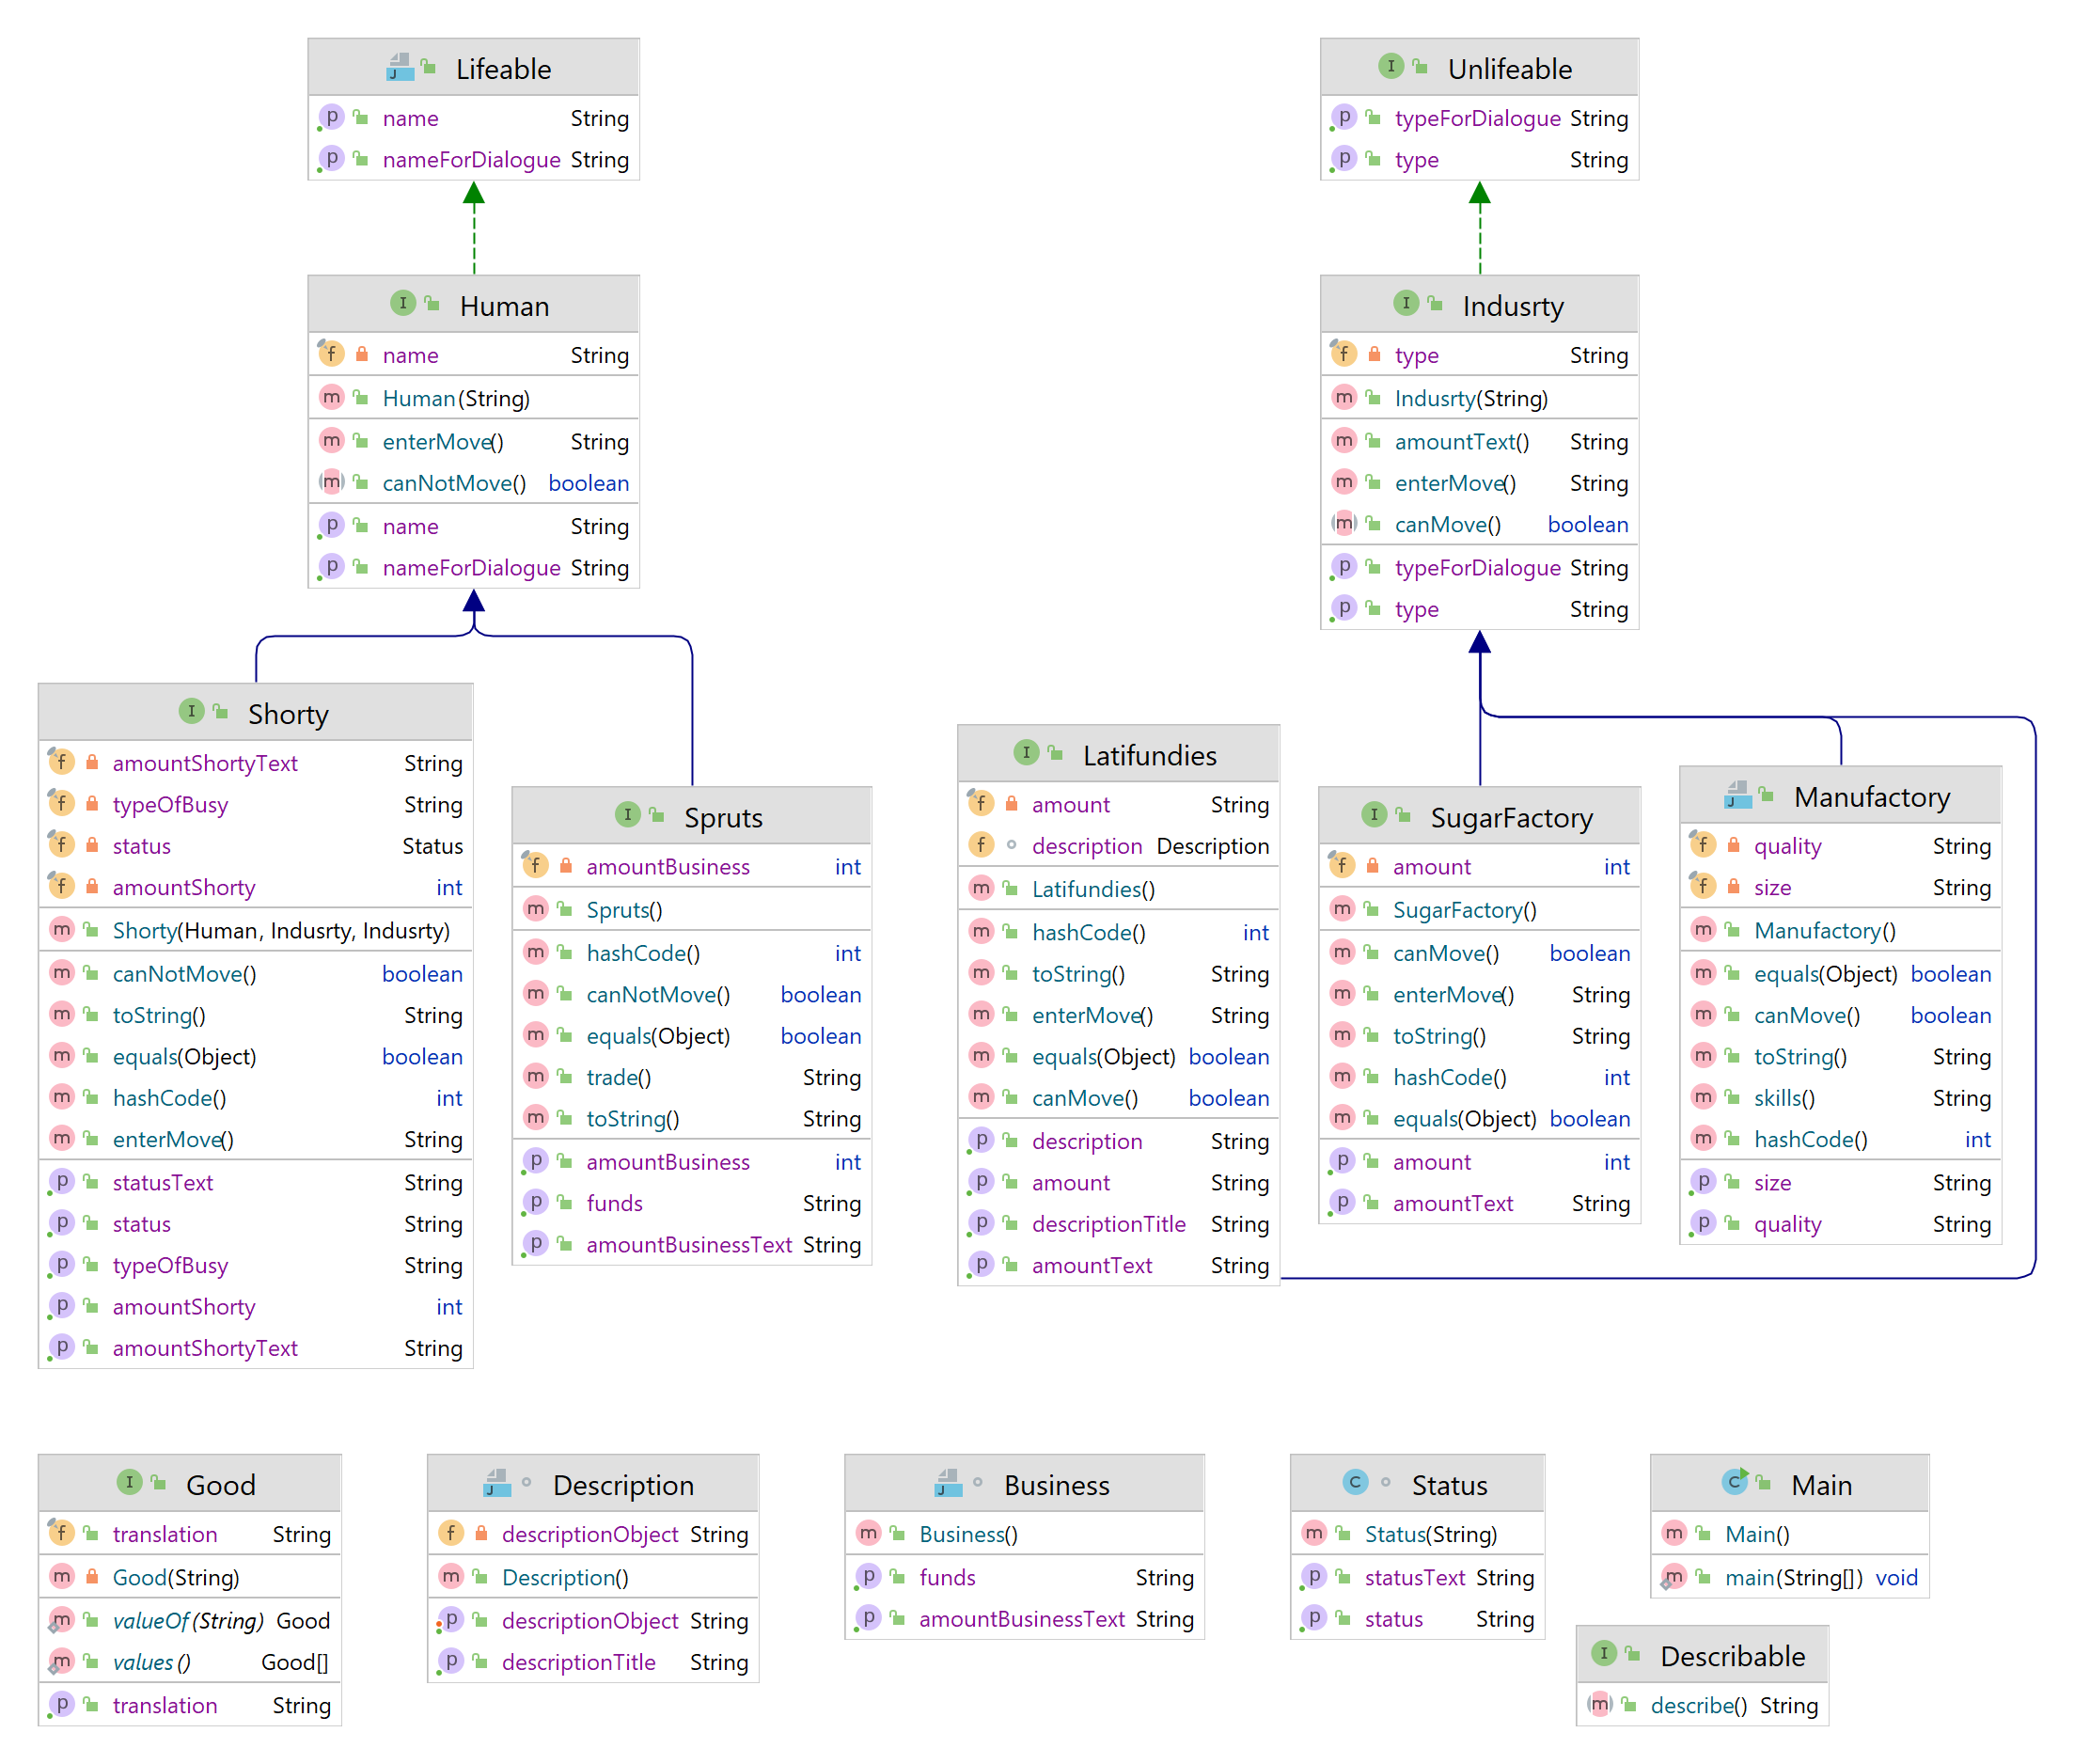 Lifeable
name String
nameForDialogue String
Unlifeable
typeForDialogue String
type String
Human
name String
Human(String)
enterMove() String
canNotMove() boolean
name String
nameForDialogue String
Indusrty
type String
Indusrty(String)
amountText() String
enterMove() String
canMove() boolean
typeForDialogue String
type String
Shorty
amountShortyText String
typeOfBusy String
status Status
amountShorty int
Shorty(Human, Indusrty, Indusrty)
canNotMove() boolean
toString() String
equals(Object) boolean
hashCode() int
enterMove() String
statusText String
status String
typeOfBusy String
amountShorty int
amountShortyText String
Spruts
amountBusiness int
Spruts()
hashCode() int
canNotMove() boolean
equals(Object) boolean
trade() String
toString() String
amountBusiness int
funds String
amountBusinessText String
Latifundies
amount String
description Description
Latifundies()
hashCode() int
toString() String
enterMove() String
equals(Object) boolean
canMove() boolean
description String
amount String
descriptionTitle String
amountText String
SugarFactory
amount int
SugarFactory()
canMove() boolean
enterMove() String
toString() String
hashCode() int
equals(Object) boolean
amount int
amountText String
Manufactory
quality String
size String
Manufactory()
equals(Object) boolean
canMove() boolean
toString() String
skills() String
hashCode() int
size String
quality String
Good
translation String
Good(String)
valueOf(String) Good
values() Good[]
translation String
Description
descriptionObject String
Description()
descriptionObject String
descriptionTitle String
Business
Business()
funds String
amountBusinessText String
Status
Status(String)
statusText String
status String
Main
Main()
main(String[]) void
Describable
describe() String